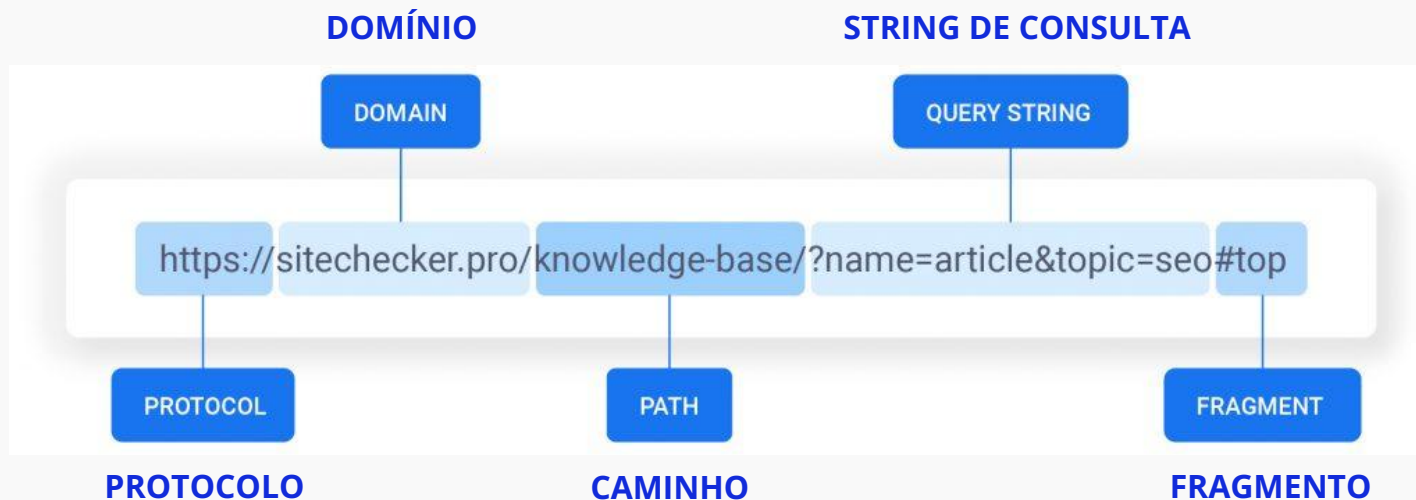 DOMÍNIO
STRING DE CONSULTA
DOMAIN
QUERY STRING
https://sitechecker.pro/knowledge-base/?name=article&topic=seo#top
PROTOCOL
PATH
FRAGMENT
PROTOCOLO
CAMINHO
FRAGMENTO